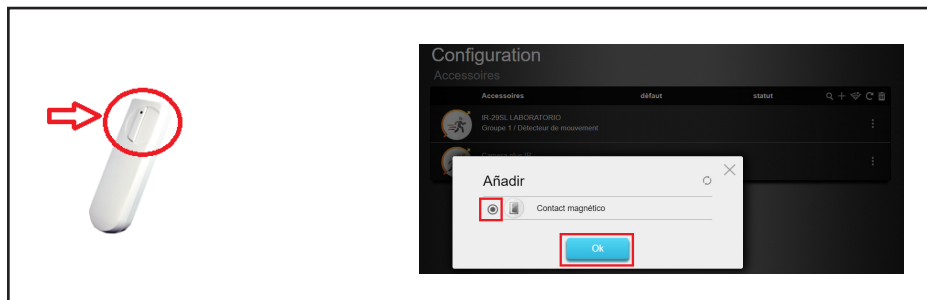 Configuration
Accessoires
Accessoires défaut statut
IR-29SL LABORATORIO
Groupe 1 / Détecteur de mouvement
Añadir
Contact magnético
Ok